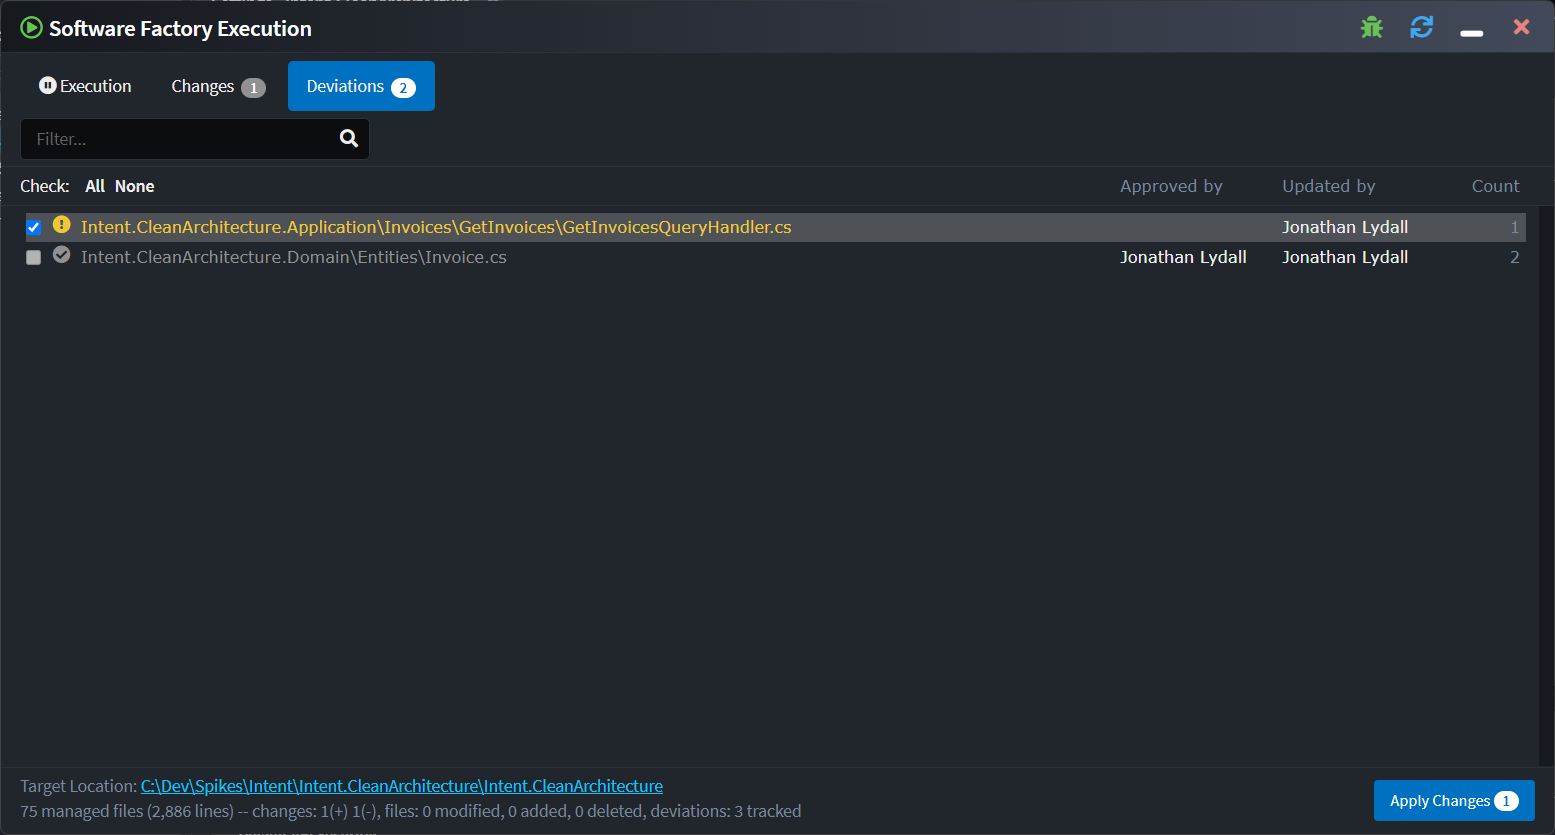 Software Factory Execution
Execution Changes 1 Deviations 2
Filter...
Check: All None Approved by Updated by Count
Intent.CleanArchitecture.Application\Invoices\GetInvoices\GetInvoicesQueryHandler.cs Jonathan Lydall 1
Intent.CleanArchitecture.Domain\Entities\Invoice.cs Jonathan Lydall Jonathan Lydall 2
Target Location: C:\Dev\Spikes\Intent\Intent.CleanArchitecture\Intent.CleanArchitecture
75 managed files (2,886 lines) -- changes: 1(+) 1(-), files: 0 modified, 0 added, 0 deleted, deviations: 3 tracked
Apply Changes 1